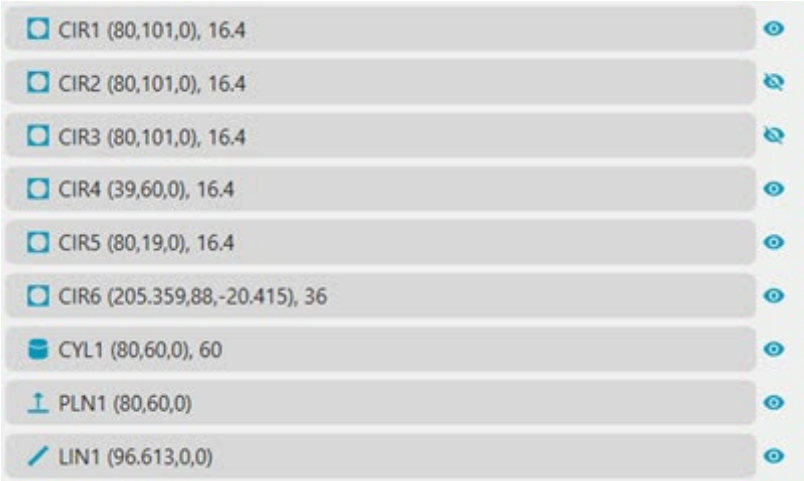 CIR1 (80,101,0), 16.4
CIR2 (80,101,0), 16.4
CIR3 (80,101,0), 16.4
CIR4 (39,60,0), 16.4
CIR5 (80,19,0), 16.4
CIR6 (205.359,88,-20.415), 36
CYL1 (80,60,0), 60
PLN1 (80,60,0)
LIN1 (96.613,0,0)